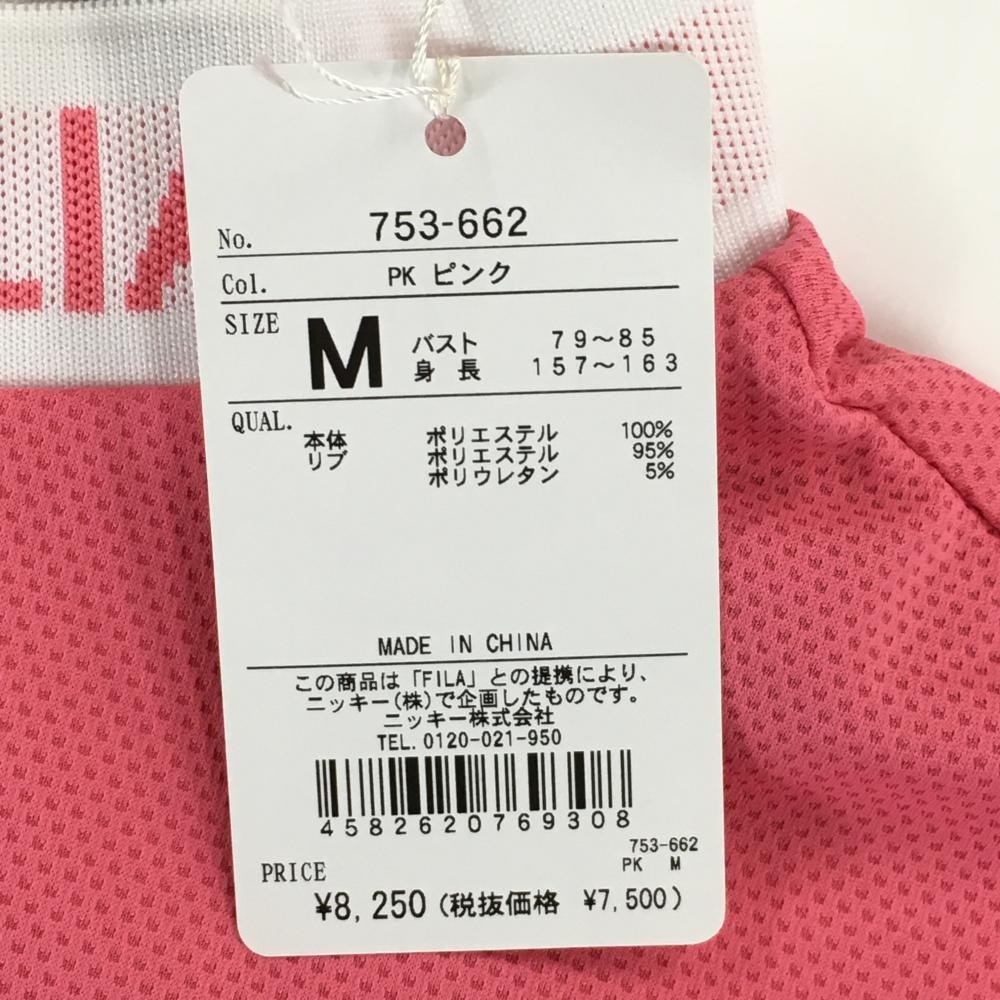 No. 753-662
Col. PK ピンク
SIZE M バスト 79～85
身長 157～163
QUAL.
本体 ポリエステル 100%
リブ ポリエステル 95%
ポリウレタン 5%
MADE IN CHINA
この商品は「FILA」との提携により、
ニッキー(株)で企画したものです。
ニッキー株式会社
TEL. 0120-021-950
4582620769308
753-662
PK M
PRICE
¥8,250 (税抜価格 ¥7,500)